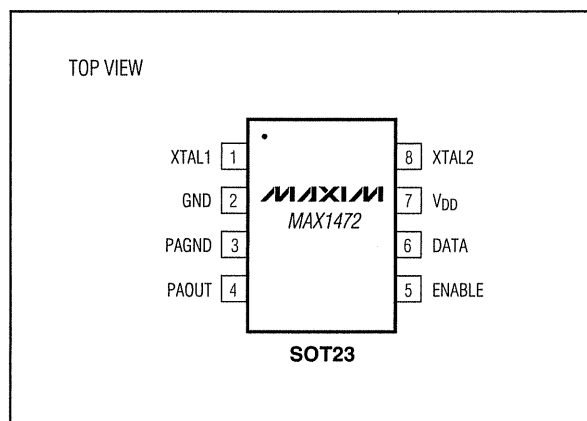 TOP VIEW
XTAL1 1 8 XTAL2
GND 2 MAXIM 7 VDD
MAX1472
PAGND 3 6 DATA
PAOUT 4 5 ENABLE
SOT23